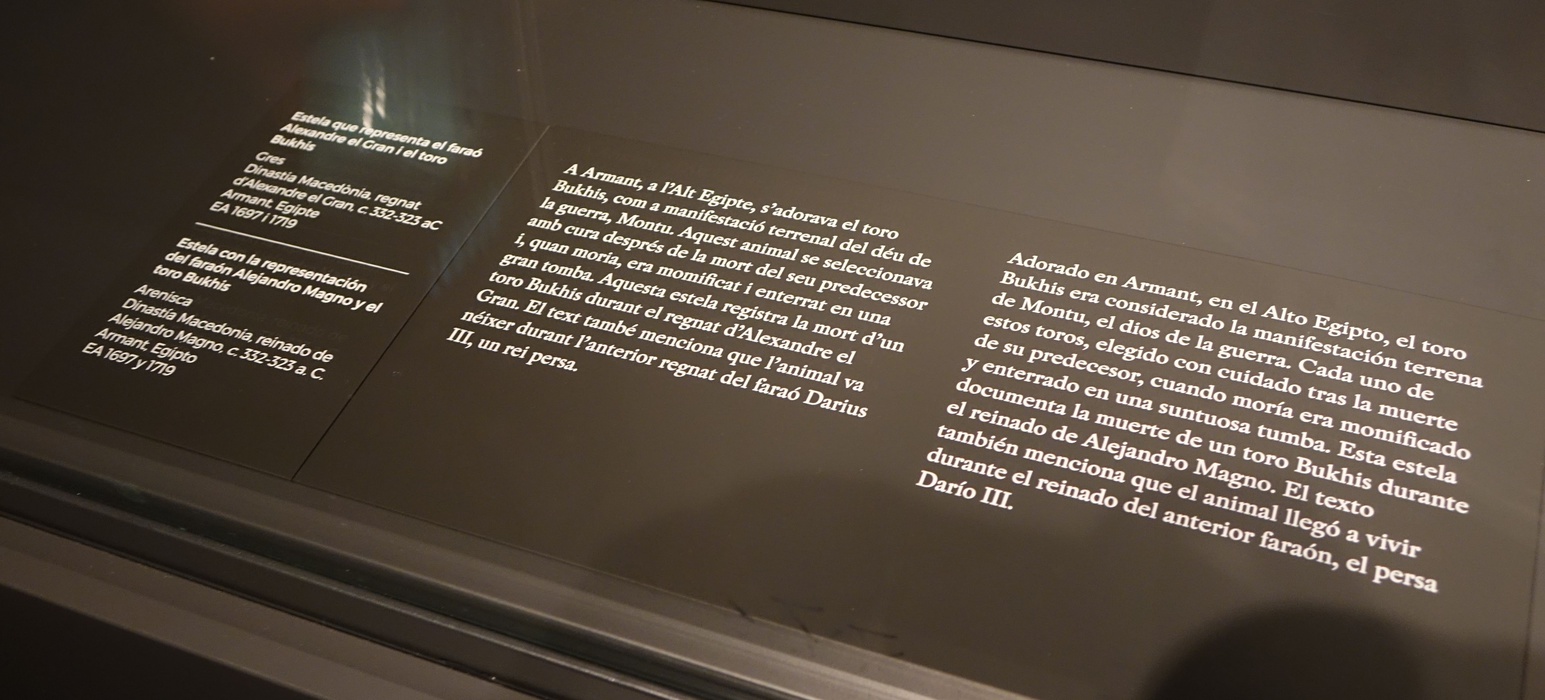 Estela que representa el faraó
Alexandre el Gran i el toro
Bukhis
Gres
Dinastia Macedònia, regnat
d'Alexandre el Gran, c. 332-323 aC
Armant, Egipte
EA 1697 i 1719
Estela con la representación
del faraón Alejandro Magno y el
toro Bukhis
Arenisca
Dinastía Macedonia, reinado de
Alejandro Magno, c. 332-323 a. C.
Armant, Egipto
EA 1697 y 1719
A Armant, a l'Alt Egipte, s'adorava el toro
Bukhis, com a manifestació terrenal del déu de
la guerra, Montu. Aquest animal se seleccionava
amb cura després de la mort del seu predecessor
i, quan moria, era momificat i enterrat en una
gran tomba. Aquesta estela registra la mort d'un
toro Bukhis durant el regnat d'Alexandre el
Gran. El text també menciona que l'animal va
néixer durant l'anterior regnat del faraó Darius
III, un rei persa.
Adorado en Armant, en el Alto Egipto, el toro
Bukhis era considerado la manifestación terrena
de Montu, el dios de la guerra. Cada uno de
estos toros, elegido con cuidado tras la muerte
de su predecesor, cuando moría era momificado
y enterrado en una suntuosa tumba. Esta estela
documenta la muerte de un toro Bukhis durante
el reinado de Alejandro Magno. El texto
también menciona que el animal llegó a vivir
durante el reinado del anterior faraón, el persa
Darío III.